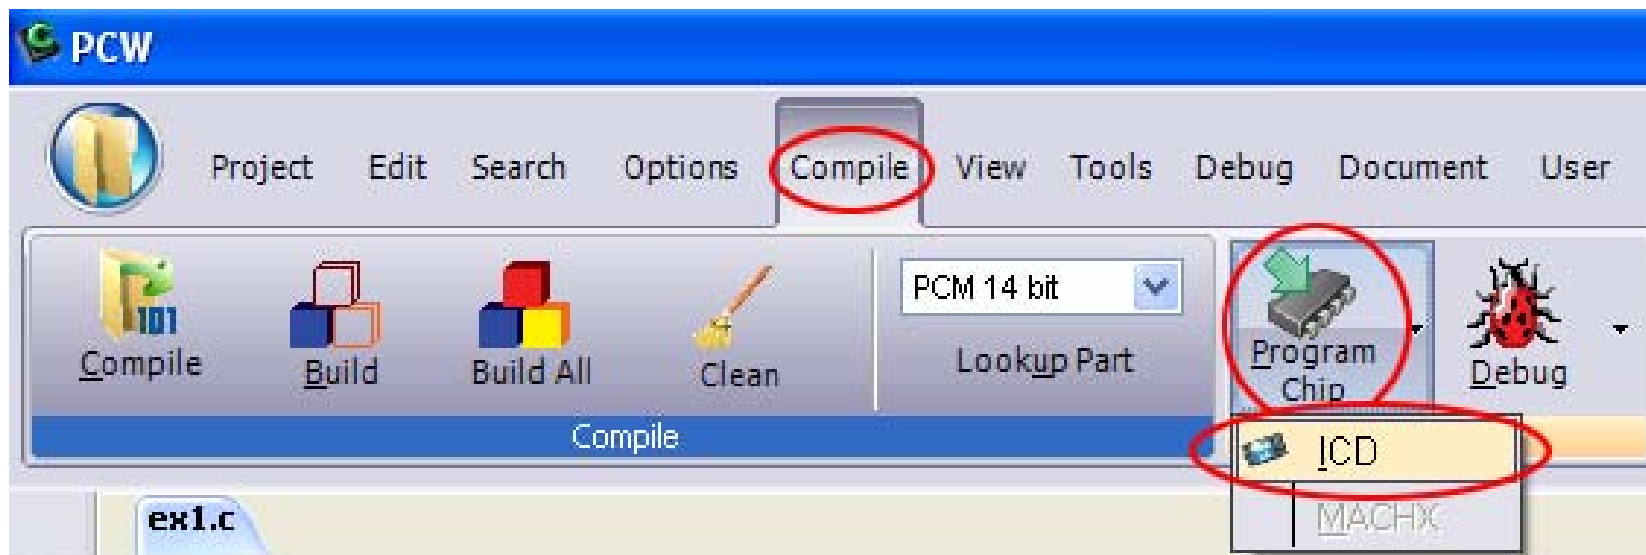 PCW
Project Edit Search Options Compile View Tools Debug Document User
PCM 14 bit
101
Compile Build Build All Clean Lookup Part Program Chip Debug
Compile
ICD
MACHX
ex1.c